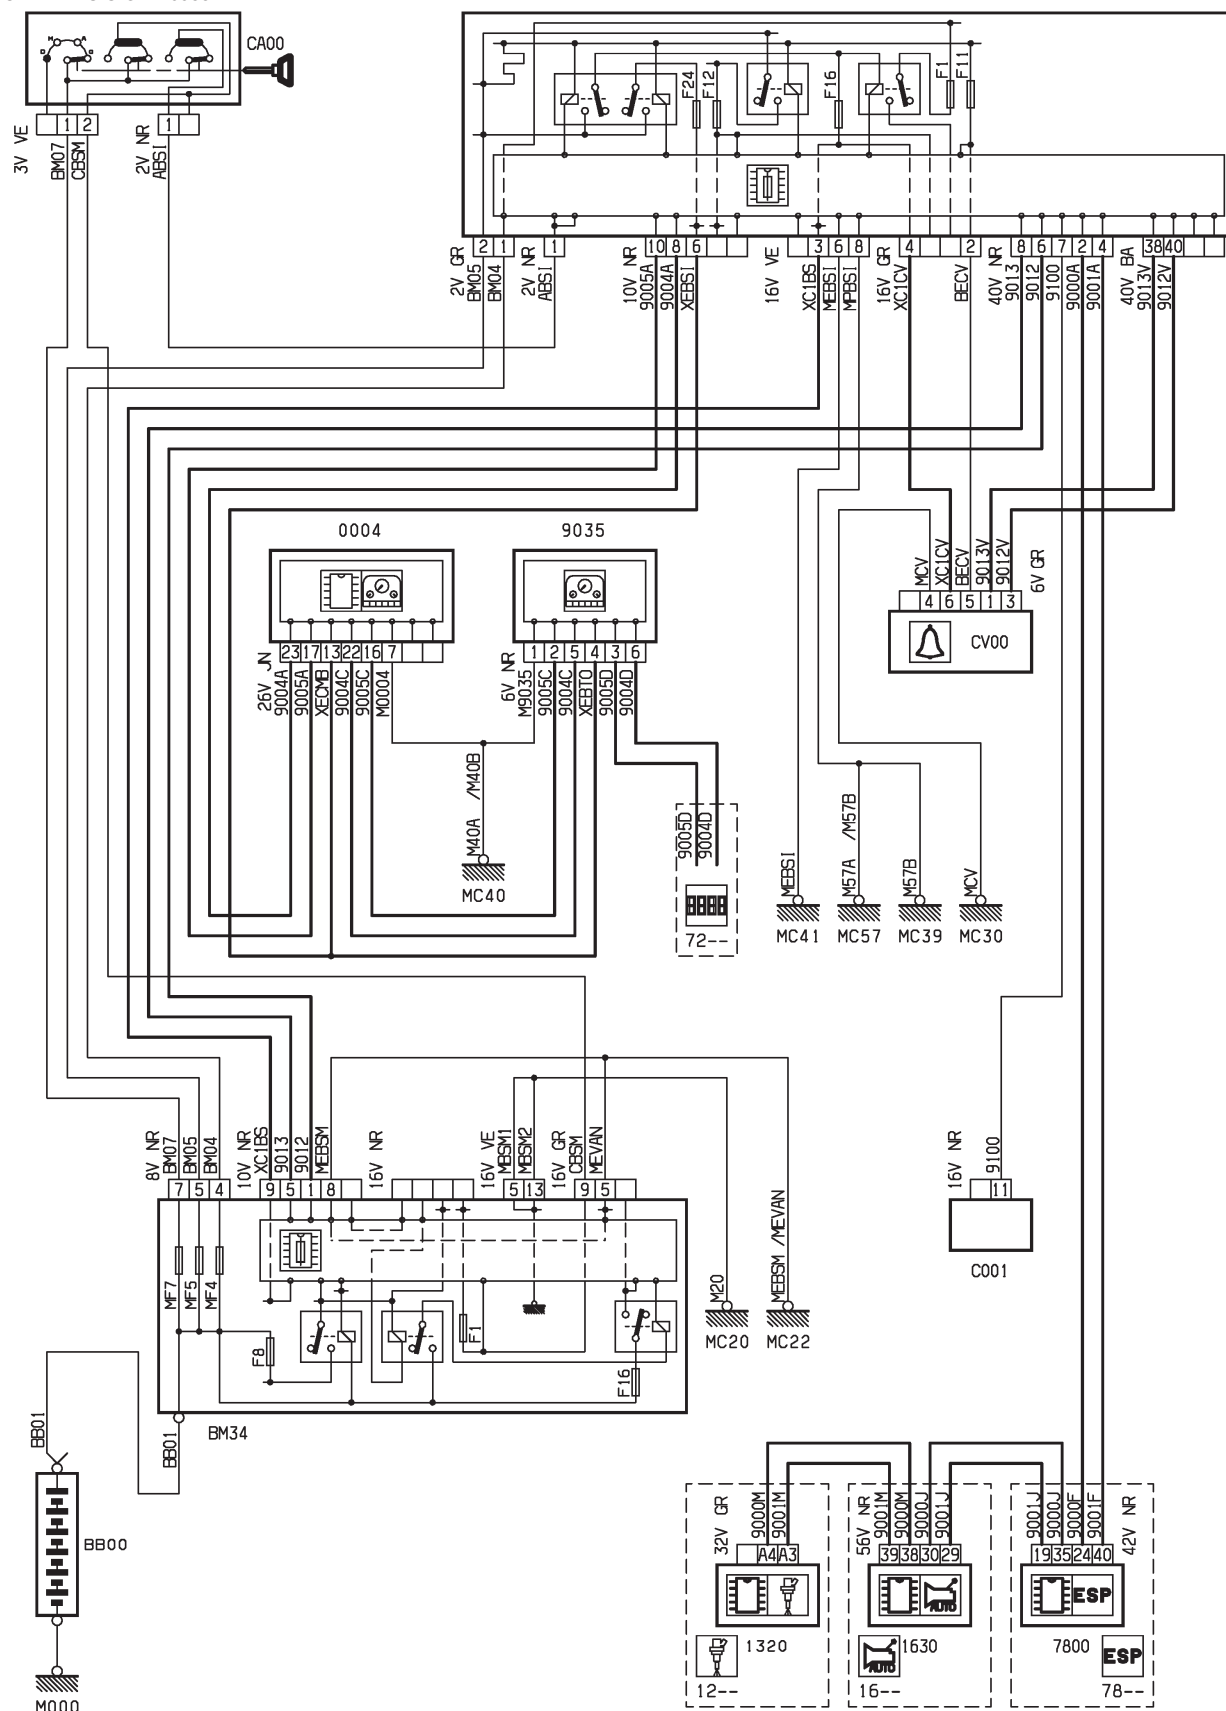 CA00
N
A
D
G
3V VE
1
2
BM07
CBSM
2V NR
1
ABSI
F24
F12
F16
F1
F11
2V GR
2
1
BM05
BM04
2V NR
1
ABSI
10V NR
10
8
6
9005A
9004A
XEBSI
16V VE
3
6
8
XC1BS
MEBSI
MPBSI
16V GR
4
2
XC1CV
BECV
40V NR
8
6
7
2
4
9013
9012
9100
9000A
9001A
40V BA
38
40
9013V
9012V
0004
9035
26V JN
23
17
13
22
16
7
9004A
9005A
XECMB
9004C
9005C
M0004
6V NR
1
2
5
4
3
6
M9035
9005C
9004C
XEBTO
9005D
9004D
MCV
XC1CV
BECV
9013V
9012V
6V GR
4
6
5
1
3
CV00
M40A /M40B
MC40
9005D
9004D
72--
MEBSI
M57A /M57B
M57B
MCV
MC41
MC57
MC39
MC30
8V NR
BM07
BM05
BM04
7
5
4
10V NR
XC1BS
9013
9012
MEBSM
9
5
1
8
16V NR
16V VE
MBSM1
MBSM2
5
13
16V GR
CBSM
MEVAN
9
5
MF7
MF5
MF4
F8
F1
F16
BM34
M20
MEBSM /MEVAN
MC20
MC22
16V NR
9100
11
C001
BB01
BB01
BB00
M000
32V GR
9000M
9001M
A4
A3
1320
12--
56V NR
9001M
9000M
9000J
9001J
39
38
30
29
AUTO
1630
AUTO
16--
9001J
9000J
9000F
9001F
42V NR
19
35
24
40
ESP
7800
ESP
78--